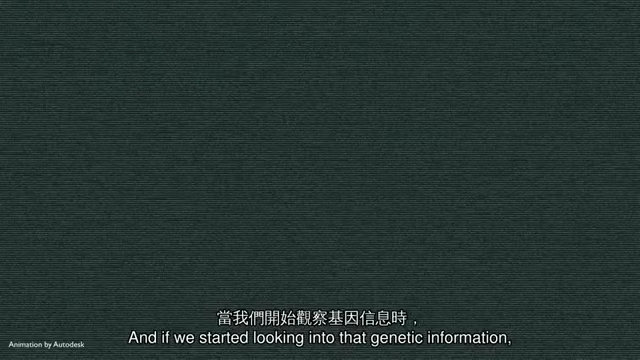 當我們開始觀察基因信息時，
And if we started looking into that genetic information,
Animation by Autodesk